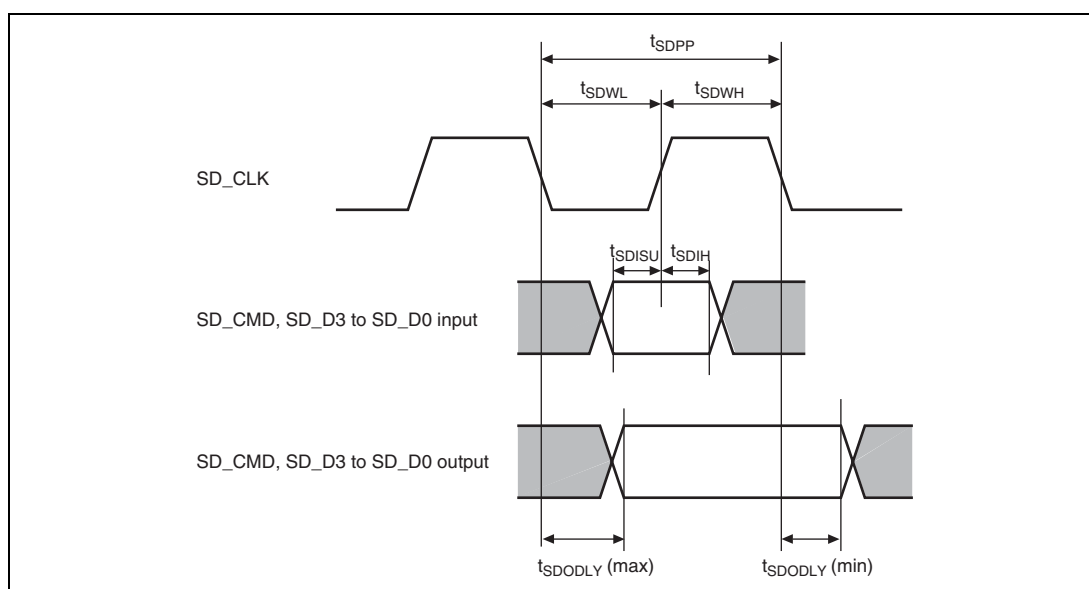 tSDPP
tSDWL tSDWH
SD_CLK
tSDISU tSDIH
SD_CMD, SD_D3 to SD_D0 input
SD_CMD, SD_D3 to SD_D0 output
tSDODLY (max) tSDODLY (min)